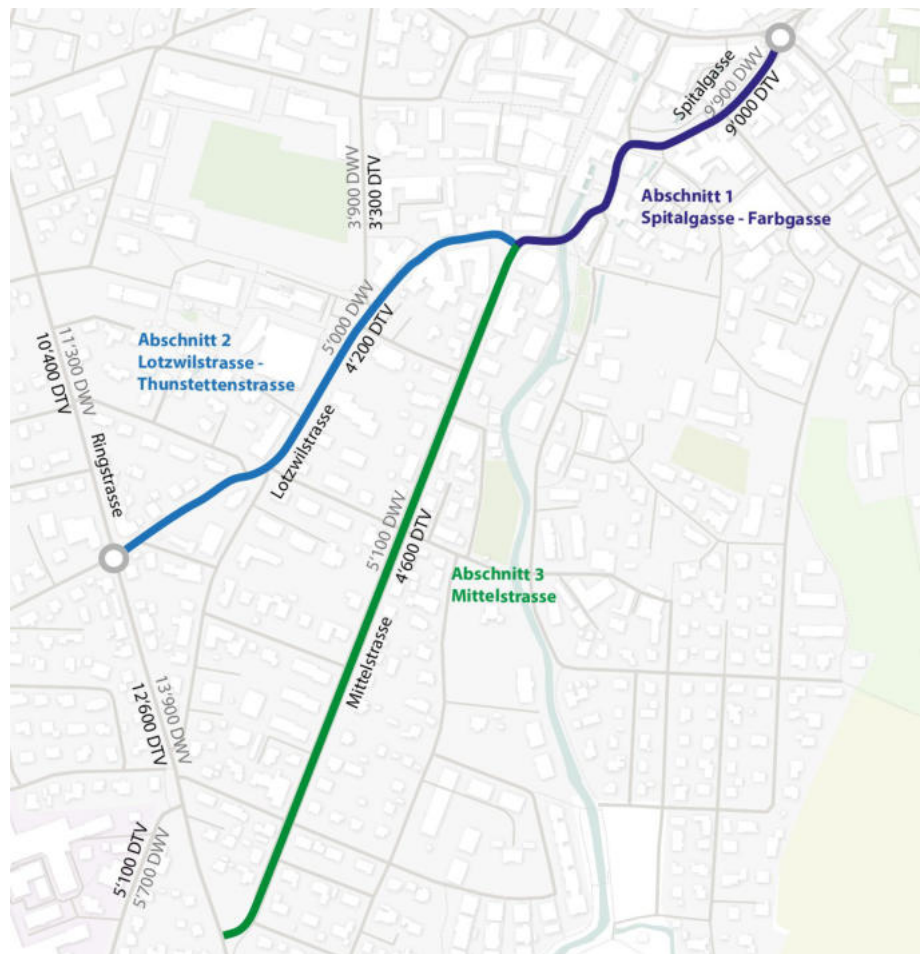 Spitalgasse
9'900 DWV
9'000 DTV
Abschnitt 1
Spitalgasse - Farbgasse
3'900 DWV
3'300 DTV
5'000 DWV
4'200 DTV
Abschnitt 2
Lotzwilstrasse -
Thunstettenstrasse
11'300 DWV
10'400 DTV
Ringstrasse
Lotzwilstrasse
5'100 DWV
4'600 DTV
Abschnitt 3
Mittelstrasse
Mittelstrasse
13'900 DWV
12'600 DTV
5'100 DTV
5'700 DWV